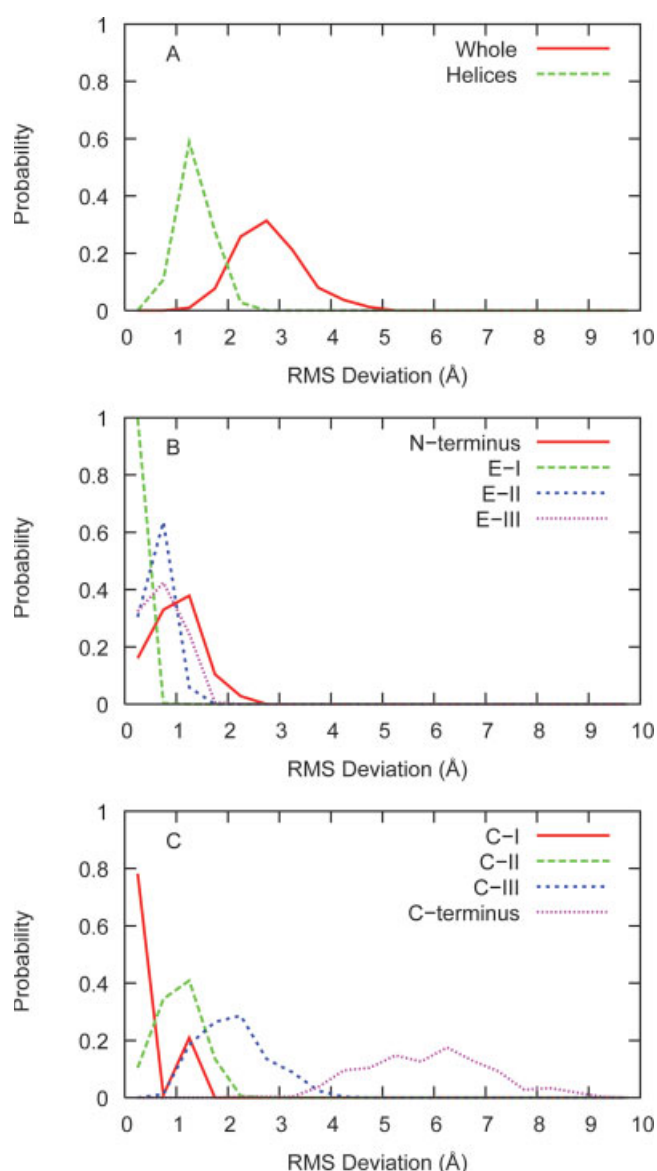 A
Whole
Helices
1
0.8
0.6
0.4
0.2
0
Probability
0 1 2 3 4 5 6 7 8 9 10
RMS Deviation (Å)
B
N−terminus
E−I
E−II
E−III
1
0.8
0.6
0.4
0.2
0
Probability
0 1 2 3 4 5 6 7 8 9 10
RMS Deviation (Å)
C
C−I
C−II
C−III
C−terminus
1
0.8
0.6
0.4
0.2
0
Probability
0 1 2 3 4 5 6 7 8 9 10
RMS Deviation (Å)